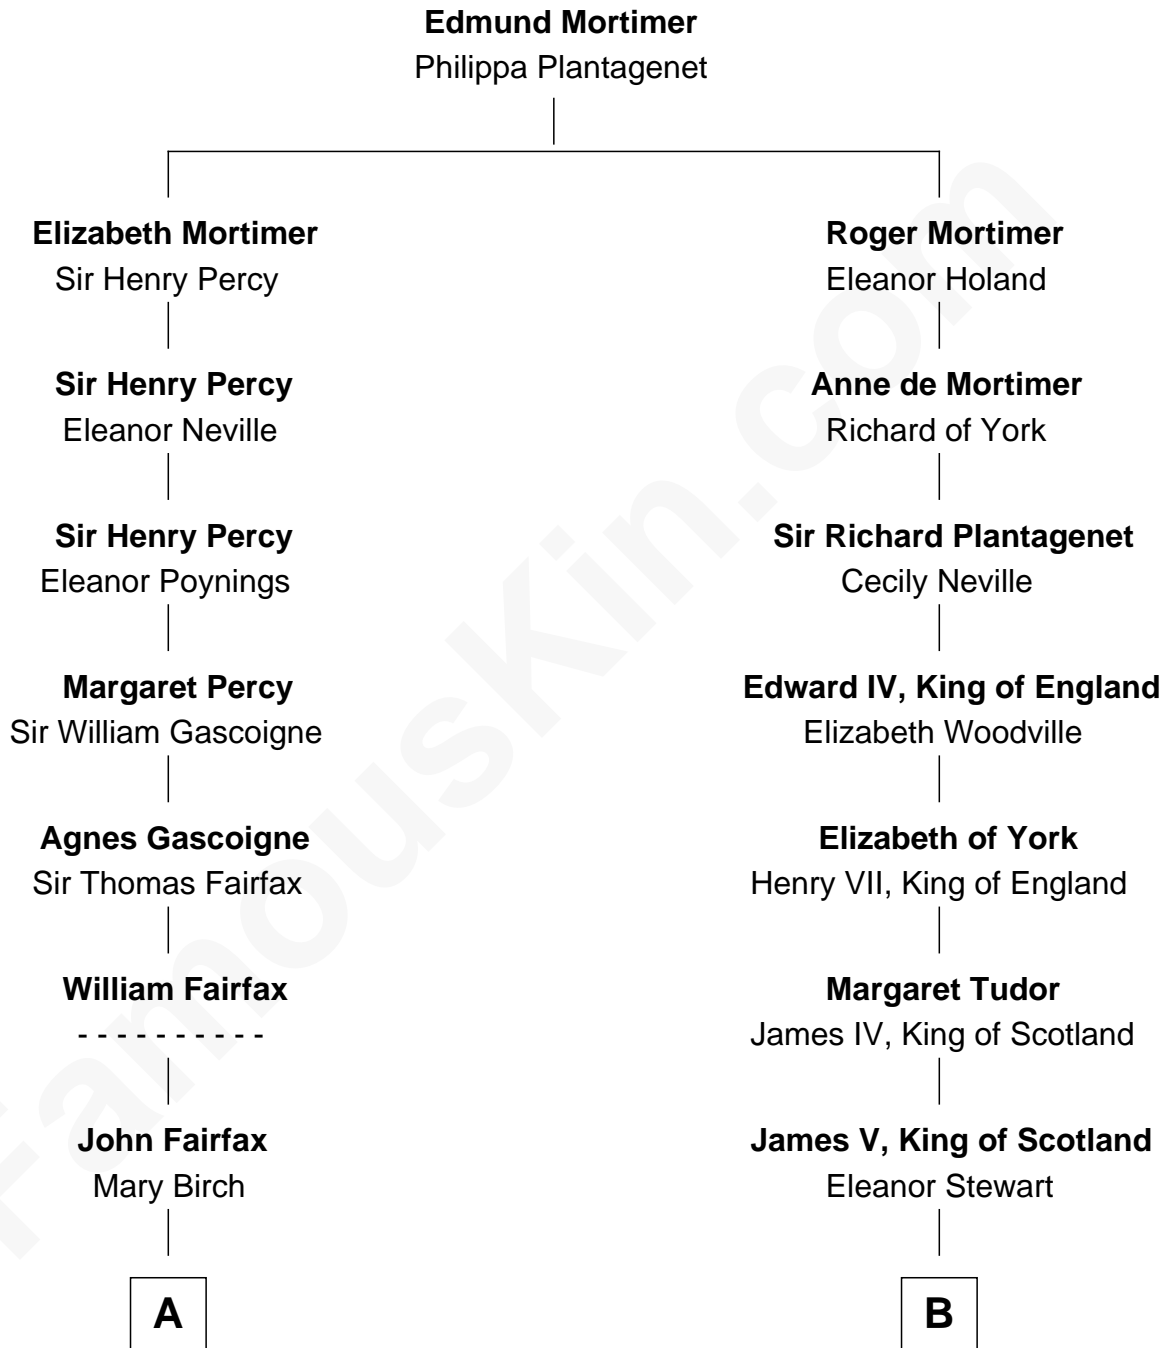 Edmund Mortimer
Philippa Plantagenet
Elizabeth Mortimer
Sir Henry Percy
Roger Mortimer
Eleanor Holand
Sir Henry Percy
Eleanor Neville
Anne de Mortimer
Richard of York
Sir Henry Percy
Eleanor Poynings
Sir Richard Plantagenet
Cecily Neville
Margaret Percy
Sir William Gascoigne
Edward IV, King of England
Elizabeth Woodville
Agnes Gascoigne
Sir Thomas Fairfax
Elizabeth of York
Henry VII, King of England
William Fairfax
- - - - - - - - - -
Margaret Tudor
James IV, King of Scotland
John Fairfax
Mary Birch
James V, King of Scotland
Eleanor Stewart
A
B
FamousKin.com